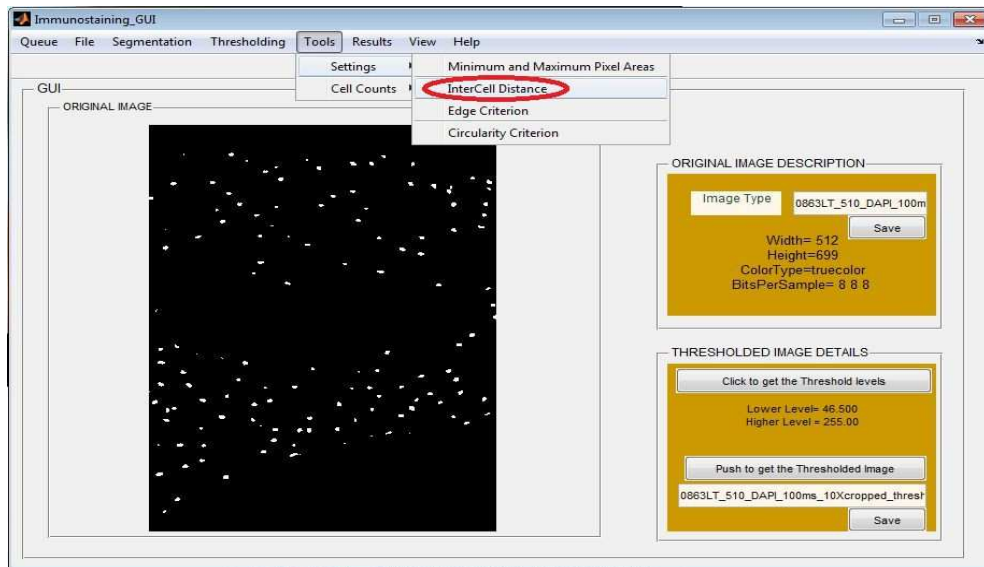 Immunostaining_GUI
Queue File Segmentation Thresholding Tools Results View Help
Settings
Cell Counts
Minimum and Maximum Pixel Areas
InterCell Distance
Edge Criterion
Circularity Criterion
GUI
ORIGINAL IMAGE
ORIGINAL IMAGE DESCRIPTION
Image Type
0863LT_510_DAPI_100m
Save
Width= 512
Height=699
ColorType=truecolor
BitsPerSample= 8 8 8
THRESHOLDED IMAGE DETAILS
Click to get the Threshold levels
Lower Level= 46.500
Higher Level = 255.00
Push to get the Thresholded Image
0863LT_510_DAPI_100ms_10Xcropped_thresh
Save